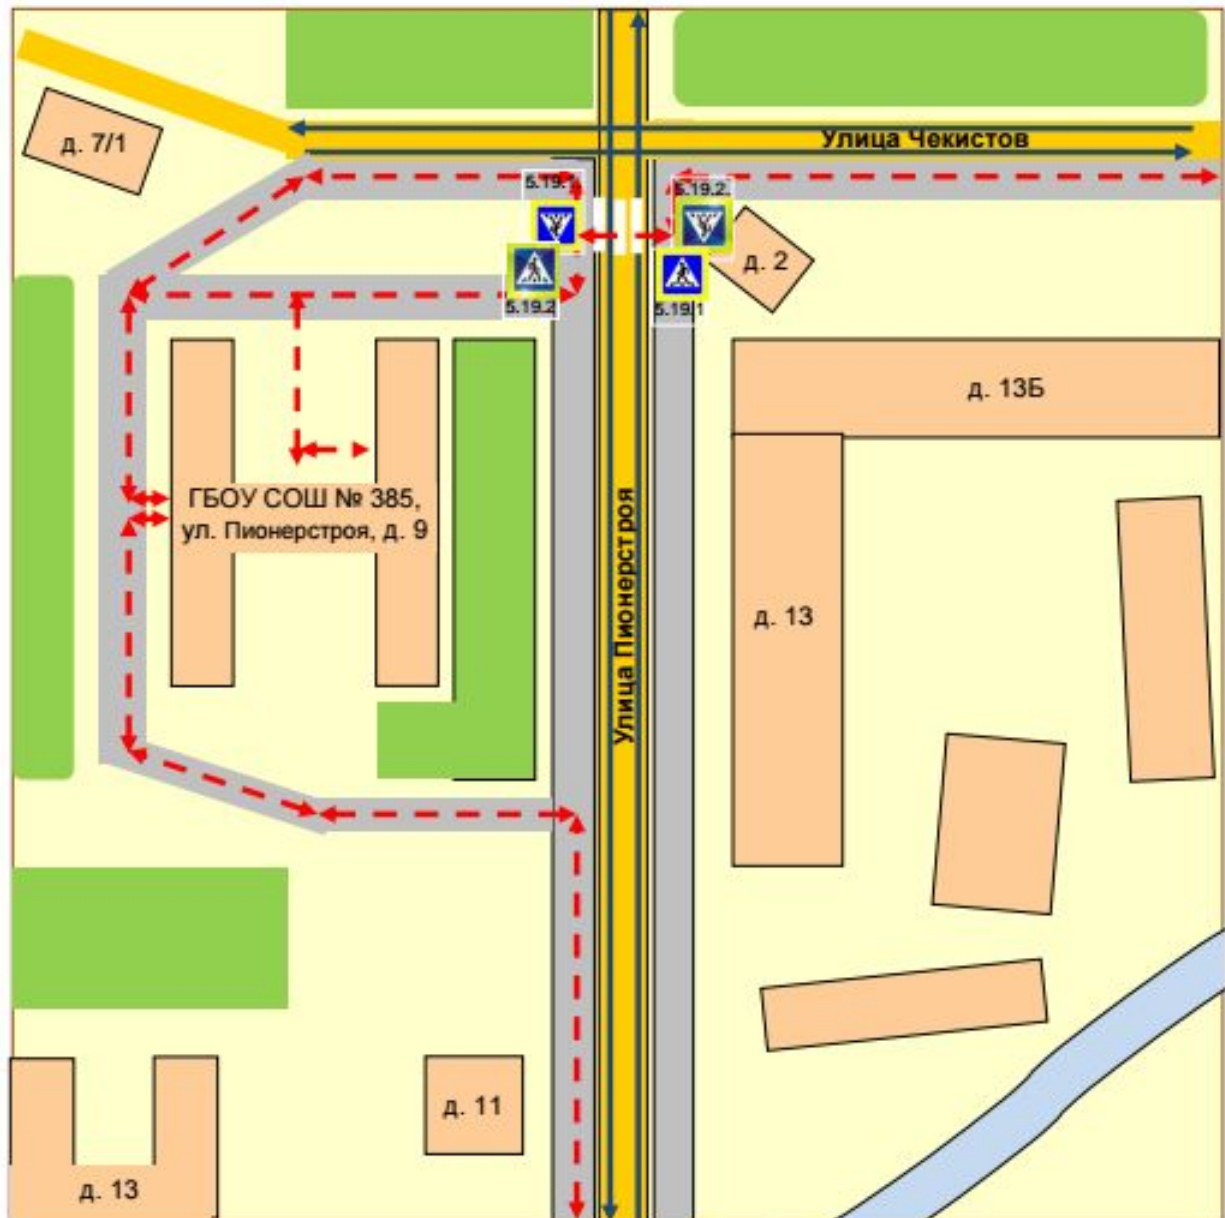 Улица Чекистов
д. 7/1
5.19.1.
5.19.2.
д. 2
5.19.2
5.19.1
д. 13Б
ГБОУ СОШ № 385,
ул. Пионерстроя, д. 9
Улица Пионерстроя
д. 13
д. 11
д. 13